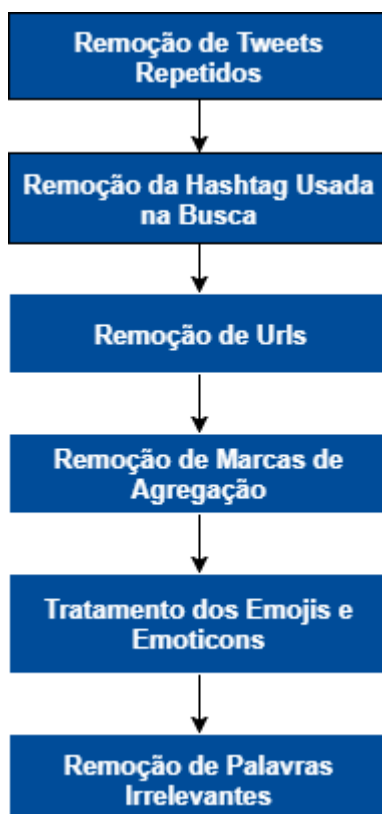 Remoção de Tweets
Repetidos
Remoção da Hashtag Usada
na Busca
Remoção de Urls
Remoção de Marcas de
Agregação
Tratamento dos Emojis e
Emoticons
Remoção de Palavras
Irrelevantes